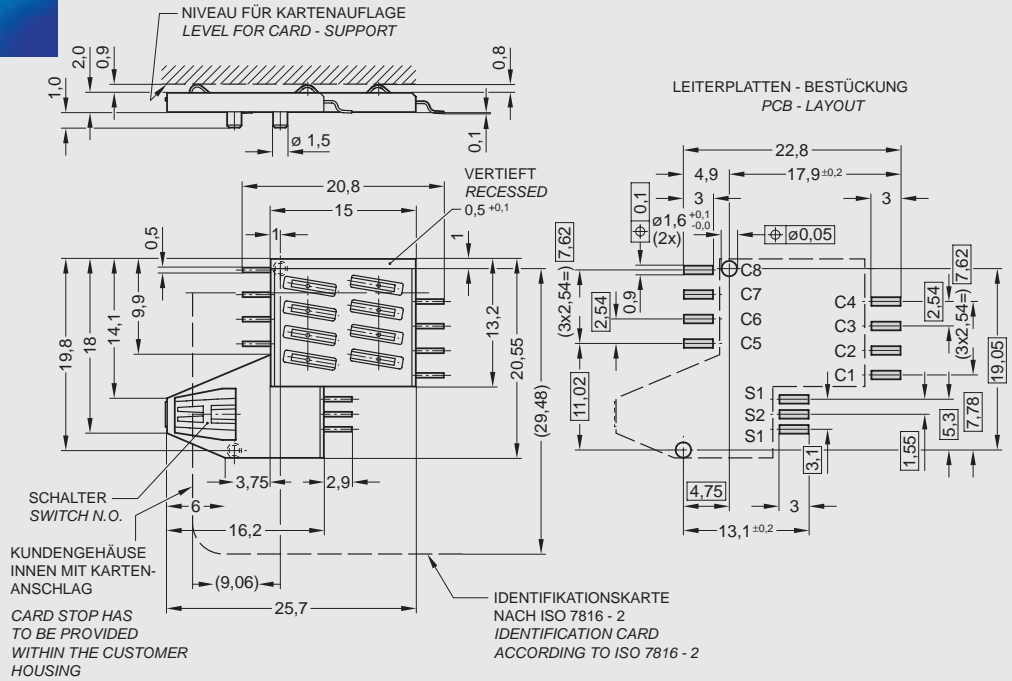 NIVEAU FÜR KARTENAUFLAGE
LEVEL FOR CARD - SUPPORT
1,0
2,0
0,9
0,8
0,1
ø 1,5
20,8
15
1
VERTIEFT
RECESSED
0,5 +0,1
0,5
1
19,8
18
14,1
9,9
13,2
20,55
(29,48)
3,75
2,9
6
16,2
(9,06)
25,7
SCHALTER
SWITCH N.O.
KUNDENGEHÄUSE
INNEN MIT KARTEN-
ANSCHLAG
CARD STOP HAS
TO BE PROVIDED
WITHIN THE CUSTOMER
HOUSING
IDENTIFIKATIONSKARTE
NACH ISO 7816 - 2
IDENTIFICATION CARD
ACCORDING TO ISO 7816 - 2
LEITERPLATTEN - BESTÜCKUNG
PCB - LAYOUT
22,8
4,9
17,9±0,2
3
3
⌖ 0,1
ø1,6 +0,1 -0,0
(2x)
⌖ ø0,05
(3x2,54=) 7,62
2,54
0,9
11,02
C8
C7
C6
C5
C4
C3
C2
C1
S1
S2
S1
2,54
(3x2,54=) 7,62
19,05
7,78
5,3
1,55
3,1
4,75
3
13,1±0,2